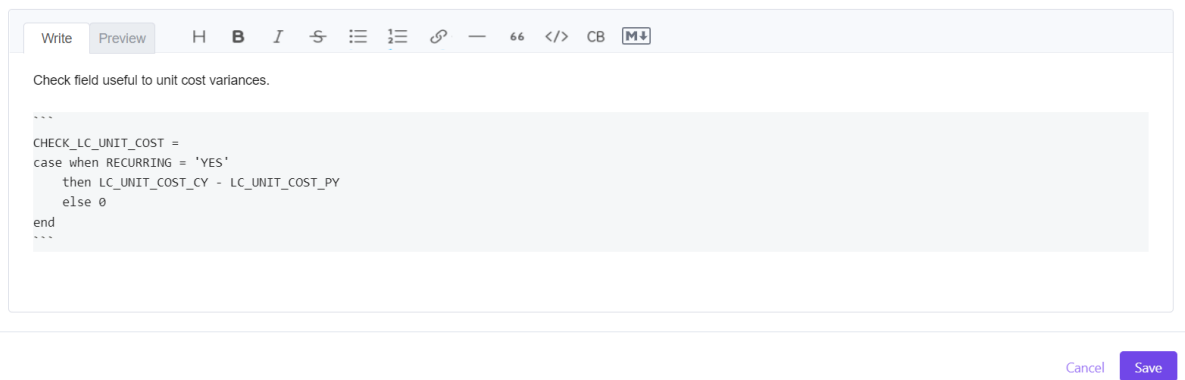 Write Preview H B I S 66 </> CB M↓
Check field useful to unit cost variances.
```
CHECK_LC_UNIT_COST =
case when RECURRING = 'YES'
    then LC_UNIT_COST_CY - LC_UNIT_COST_PY
    else 0
end
```
Cancel Save